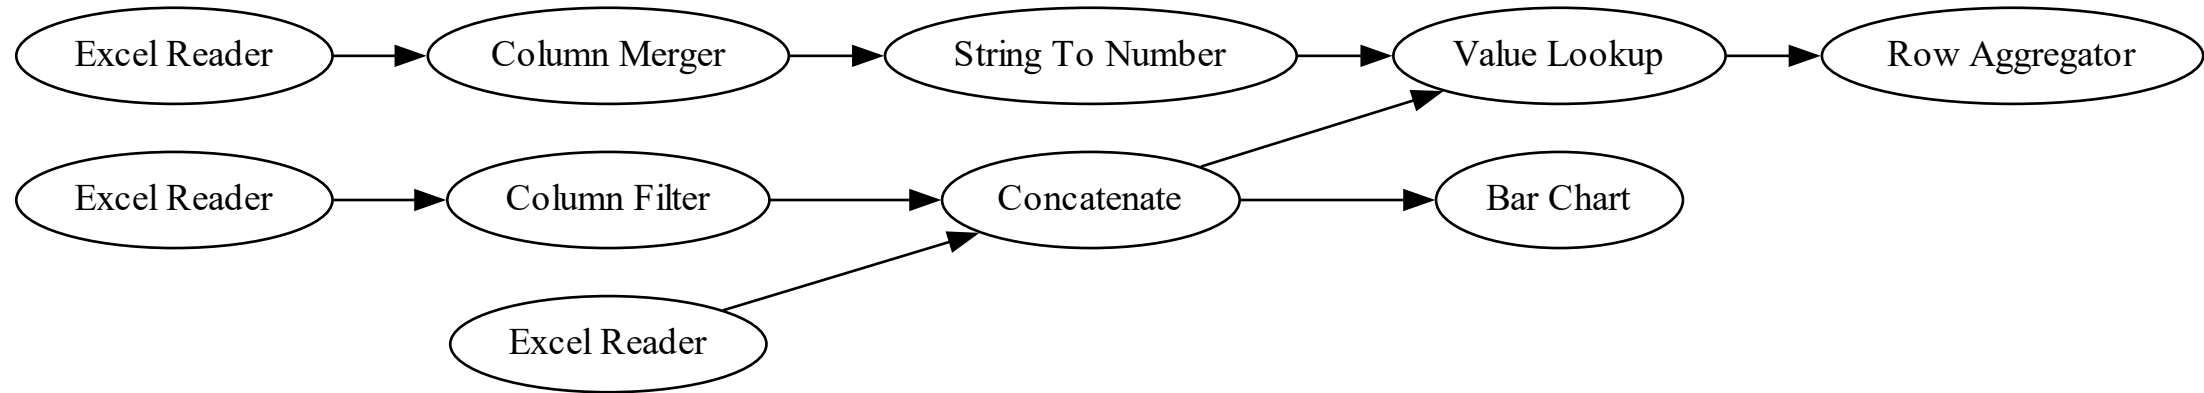 Excel Reader
Column Merger
String To Number
Value Lookup
Row Aggregator
Excel Reader
Column Filter
Concatenate
Bar Chart
Excel Reader